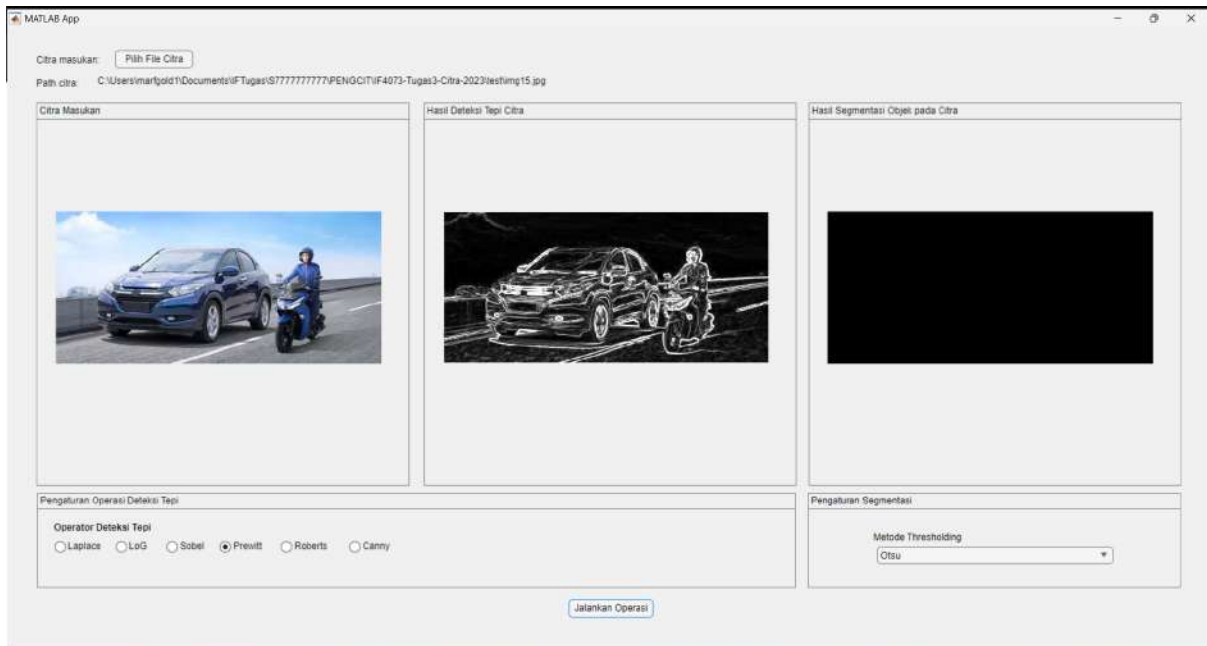 MATLAB App
Citra masukan: Pilih File Citra
Path citra: C:\Users\marfgold1\Documents\IFTugas\S7777777777\PENGCIT\IF4073-Tugas3-Citra-2023\test\img15.jpg
Citra Masukan
Hasil Deteksi Tepi Citra
Hasil Segmentasi Objek pada Citra
Pengaturan Operasi Deteksi Tepi
Pengaturan Segmentasi
Operator Deteksi Tepi
Laplace LoG Sobel Prewitt Roberts Canny
Metode Thresholding
Otsu
Jalankan Operasi